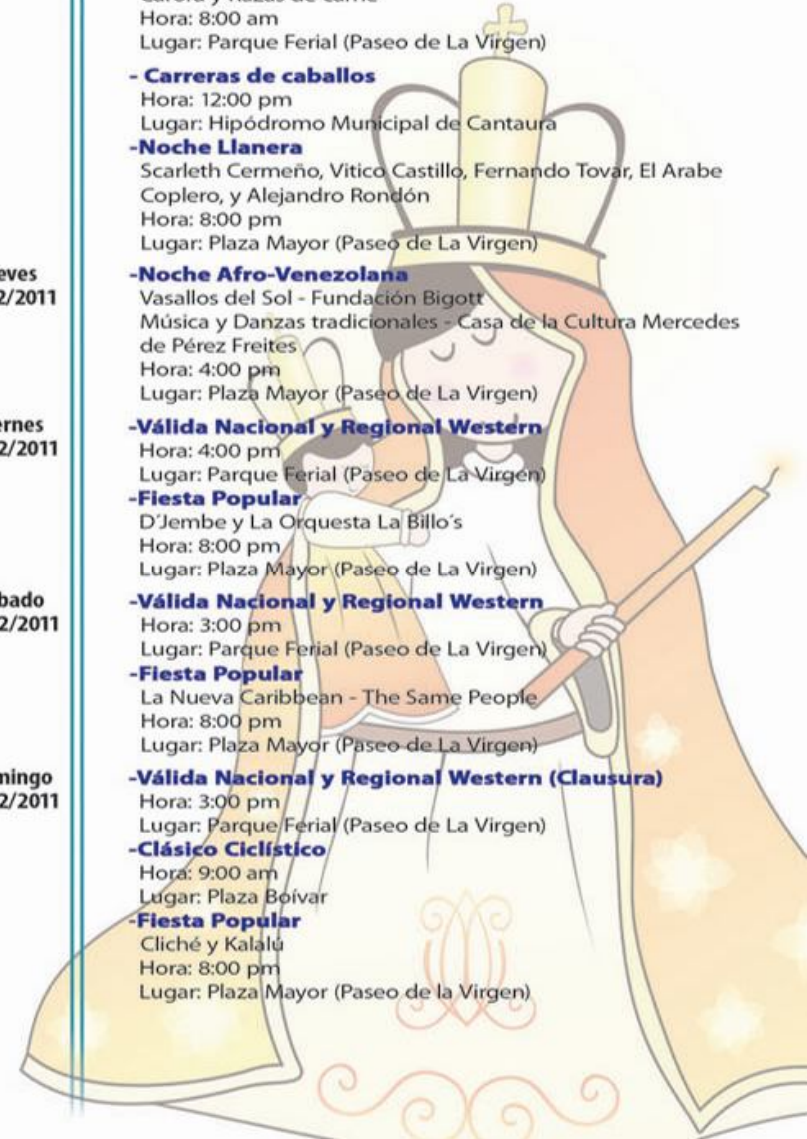 Hora: 8:00 am
Lugar: Parque Ferial (Paseo de La Virgen)
- Carreras de caballos
Hora: 12:00 pm
Lugar: Hipódromo Municipal de Cantaura
-Noche Llanera
Scarleth Cermeño, Vitico Castillo, Fernando Tovar, El Arabe
Coplero, y Alejandro Rondón
Hora: 8:00 pm
Lugar: Plaza Mayor (Paseo de La Virgen)
eves
2/2011
-Noche Afro-Venezolana
Vasallos del Sol - Fundación Bigott
Música y Danzas tradicionales - Casa de la Cultura Mercedes
de Pérez Freites
Hora: 4:00 pm
Lugar: Plaza Mayor (Paseo de La Virgen)
ernes
2/2011
-Válida Nacional y Regional Western
Hora: 4:00 pm
Lugar: Parque Ferial (Paseo de La Virgen)
-Fiesta Popular
D´Jembe y La Orquesta La Billo´s
Hora: 8:00 pm
Lugar: Plaza Mayor (Paseo de La Virgen)
bado
2/2011
-Válida Nacional y Regional Western
Hora: 3:00 pm
Lugar: Parque Ferial (Paseo de La Virgen)
-Fiesta Popular
La Nueva Caribbean - The Same People
Hora: 8:00 pm
Lugar: Plaza Mayor (Paseo de La Virgen)
mingo
2/2011
-Válida Nacional y Regional Western (Clausura)
Hora: 3:00 pm
Lugar: Parque Ferial (Paseo de La Virgen)
-Clásico Ciclístico
Hora: 9:00 am
Lugar: Plaza Boívar
-Fiesta Popular
Cliché y Kalalú
Hora: 8:00 pm
Lugar: Plaza Mayor (Paseo de la Virgen)